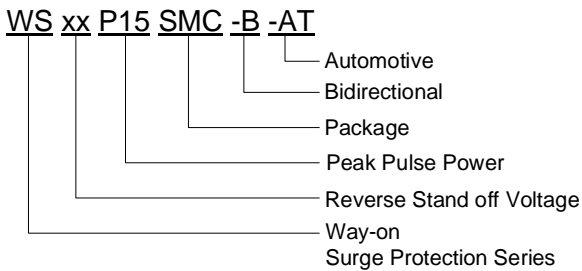 WS xx P15 SMC -B -AT
Automotive
Bidirectional
Package
Peak Pulse Power
Reverse Stand off Voltage
Way-on
Surge Protection Series